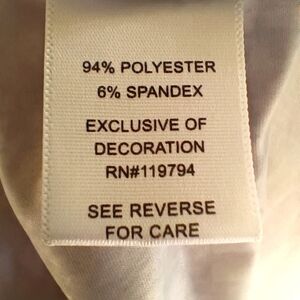 94% POLYESTER
6% SPANDEX
EXCLUSIVE OF
DECORATION
RN#119794
SEE REVERSE
FOR CARE